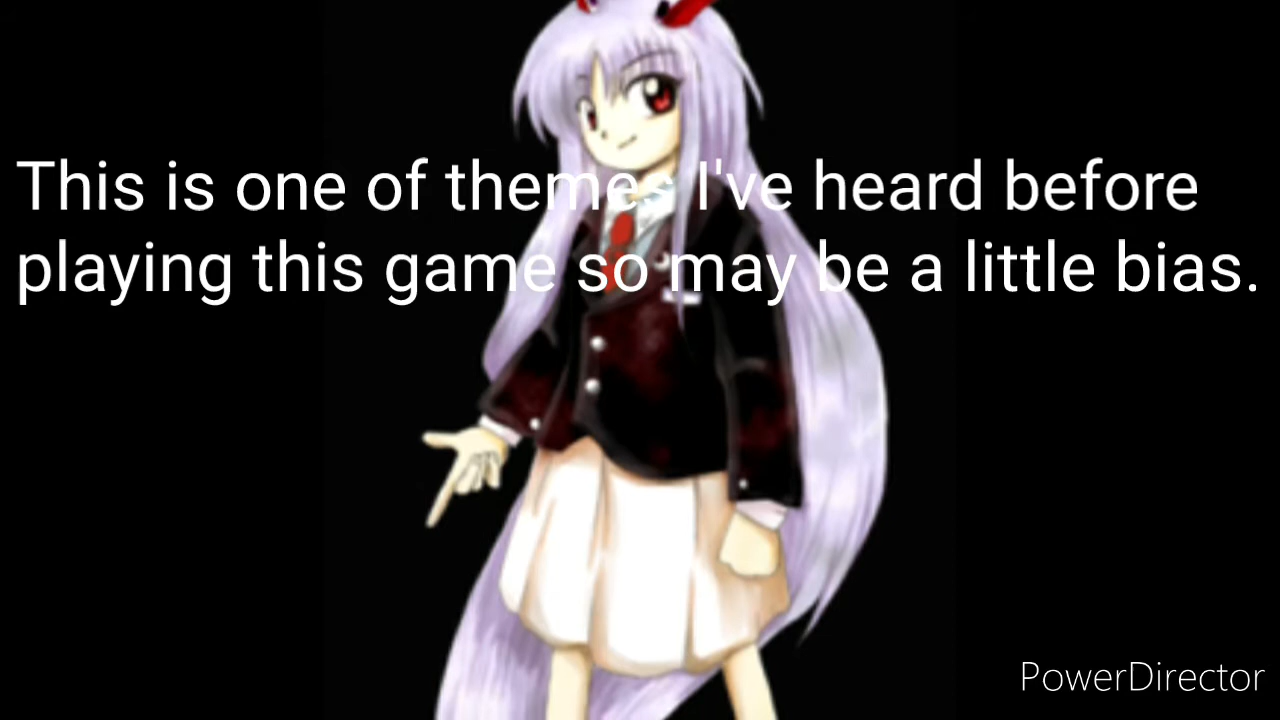 This is one of themes I've heard before
playing this game so may be a little bias.
PowerDirector